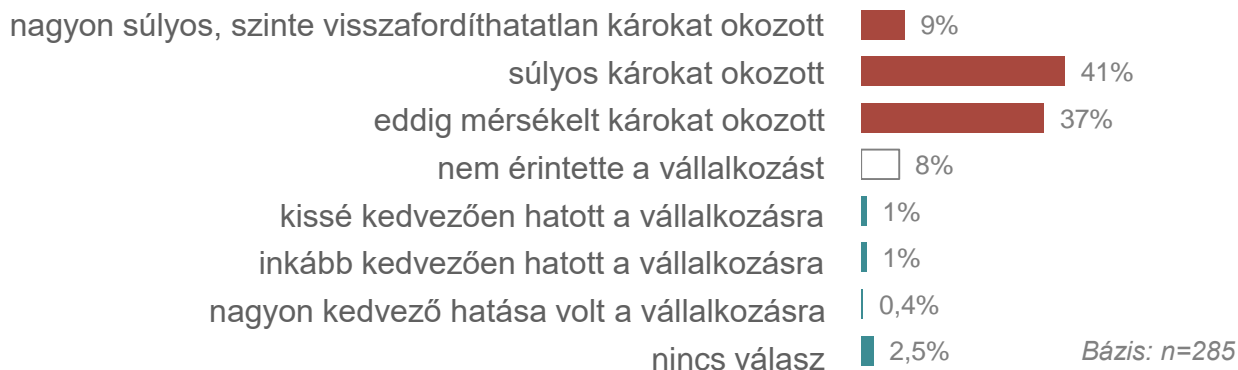 nagyon súlyos, szinte visszafordíthatatlan károkat okozott 9%
súlyos károkat okozott 41%
eddig mérsékelt károkat okozott 37%
nem érintette a vállalkozást 8%
kissé kedvezően hatott a vállalkozásra 1%
inkább kedvezően hatott a vállalkozásra 1%
nagyon kedvező hatása volt a vállalkozásra 0,4%
nincs válasz 2,5% Bázis: n=285